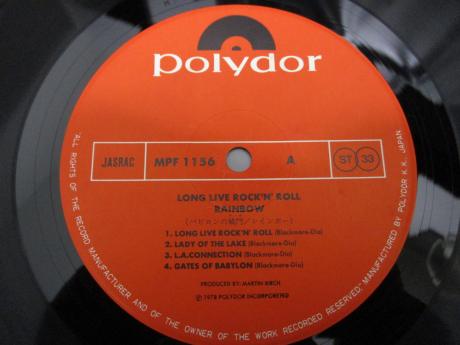 polydor
JASRAC
MPF 1156
A
ST
33
LONG LIVE ROCK'N' ROLL
RAINBOW
(バビロンの城門/レインボー)
1. LONG LIVE ROCK'N' ROLL (Blackmore-Dio)
2. LADY OF THE LAKE (Blackmore-Dio)
3. L.A.CONNECTION (Blackmore-Dio)
4. GATES OF BABYLON (Blackmore-Dio)
PRODUCED BY: MARTIN BIRCH
℗ 1978 POLYDOR INCORPORATED
"ALL RIGHTS OF THE RECORD MANUFACTURER AND OF THE OWNER OF THE WORK RECORDED RESERVED" MANUFACTURED BY POLYDOR K.K. JAPAN